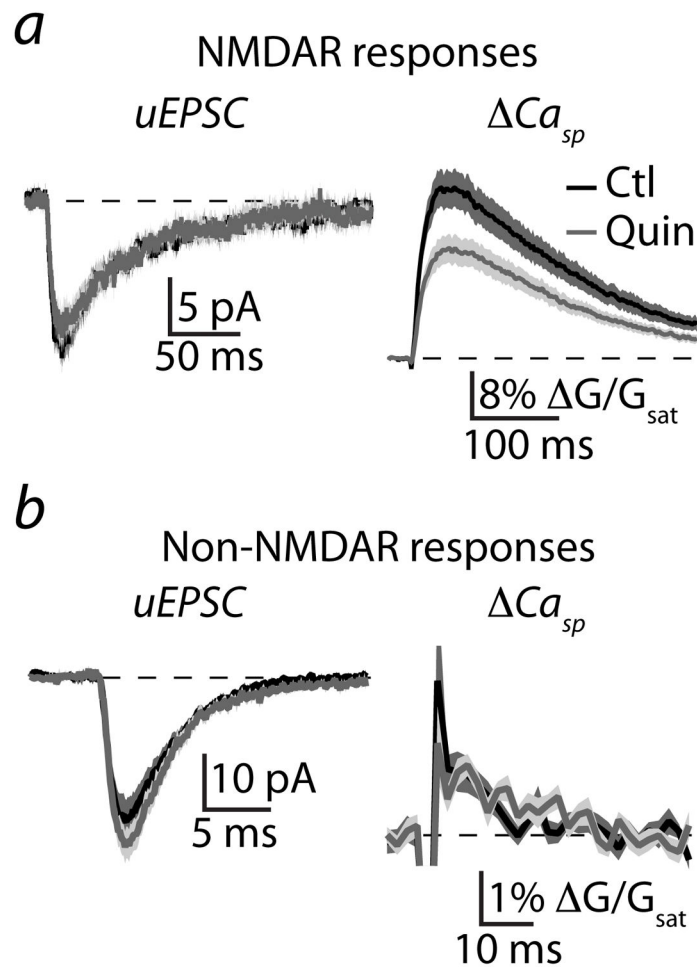 a
NMDAR responses
uEPSC
ΔCa_sp
Ctl
Quin
5 pA
50 ms
8% ΔG/G_sat
100 ms
b
Non-NMDAR responses
uEPSC
ΔCa_sp
10 pA
5 ms
1% ΔG/G_sat
10 ms